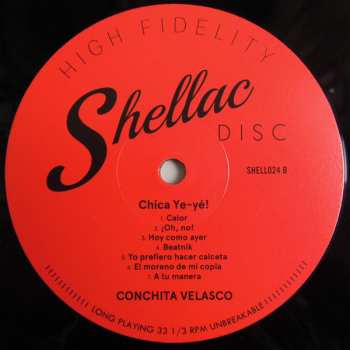 HIGH FIDELITY
Shellac
DISC
SHELL024 B
Chica Ye-yé!
1. Calor
2. ¡Oh, no!
3. Hoy como ayer
4. Beatnik
5. Yo prefiero hacer calceta
6. El moreno de mi copla
7. A tu manera
CONCHITA VELASCO
LONG PLAYING 33 1/3 RPM UNBREAKABLE